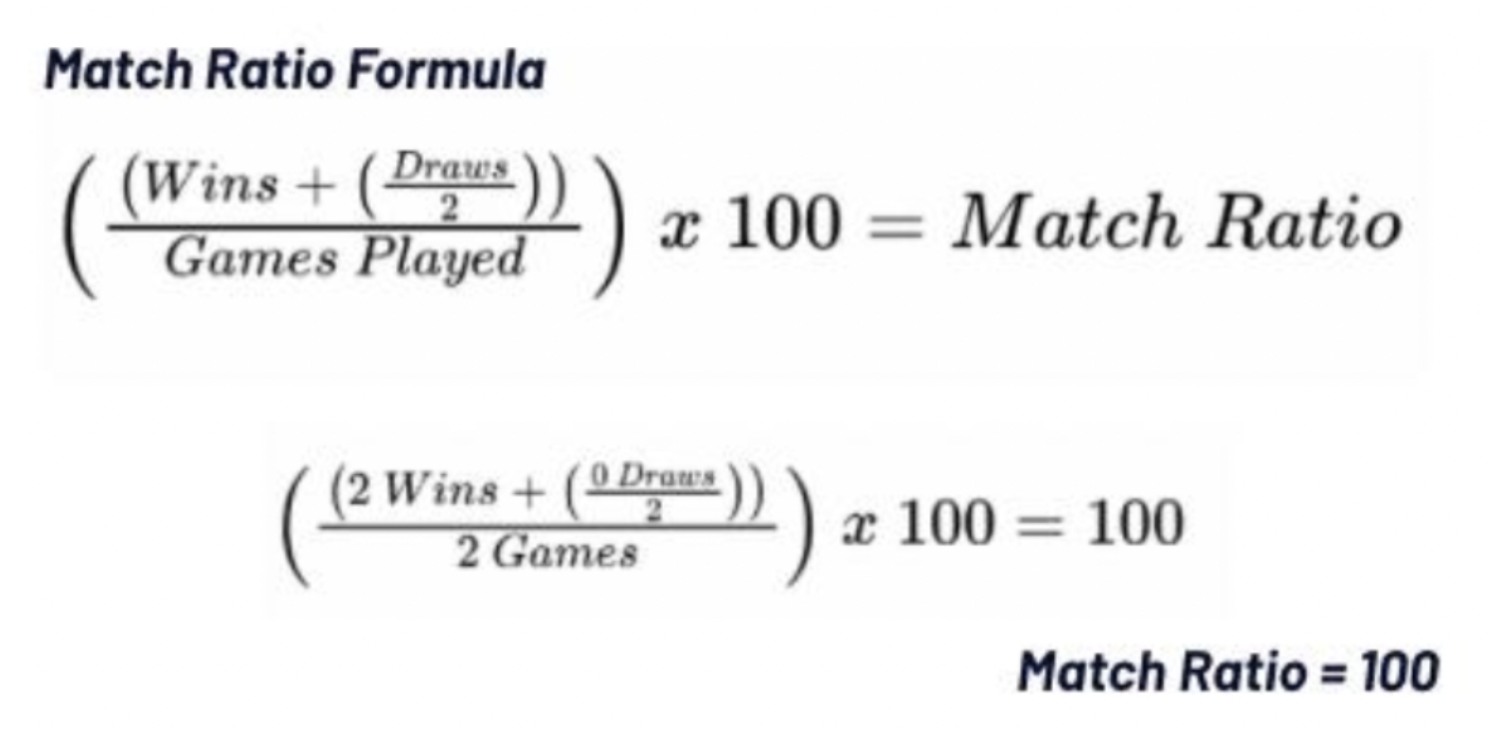 Match Ratio Formula
( (Wins + (Draws/2)) / Games Played ) x 100 = Match Ratio
( (2 Wins + (0 Draws/2)) / 2 Games ) x 100 = 100
Match Ratio = 100